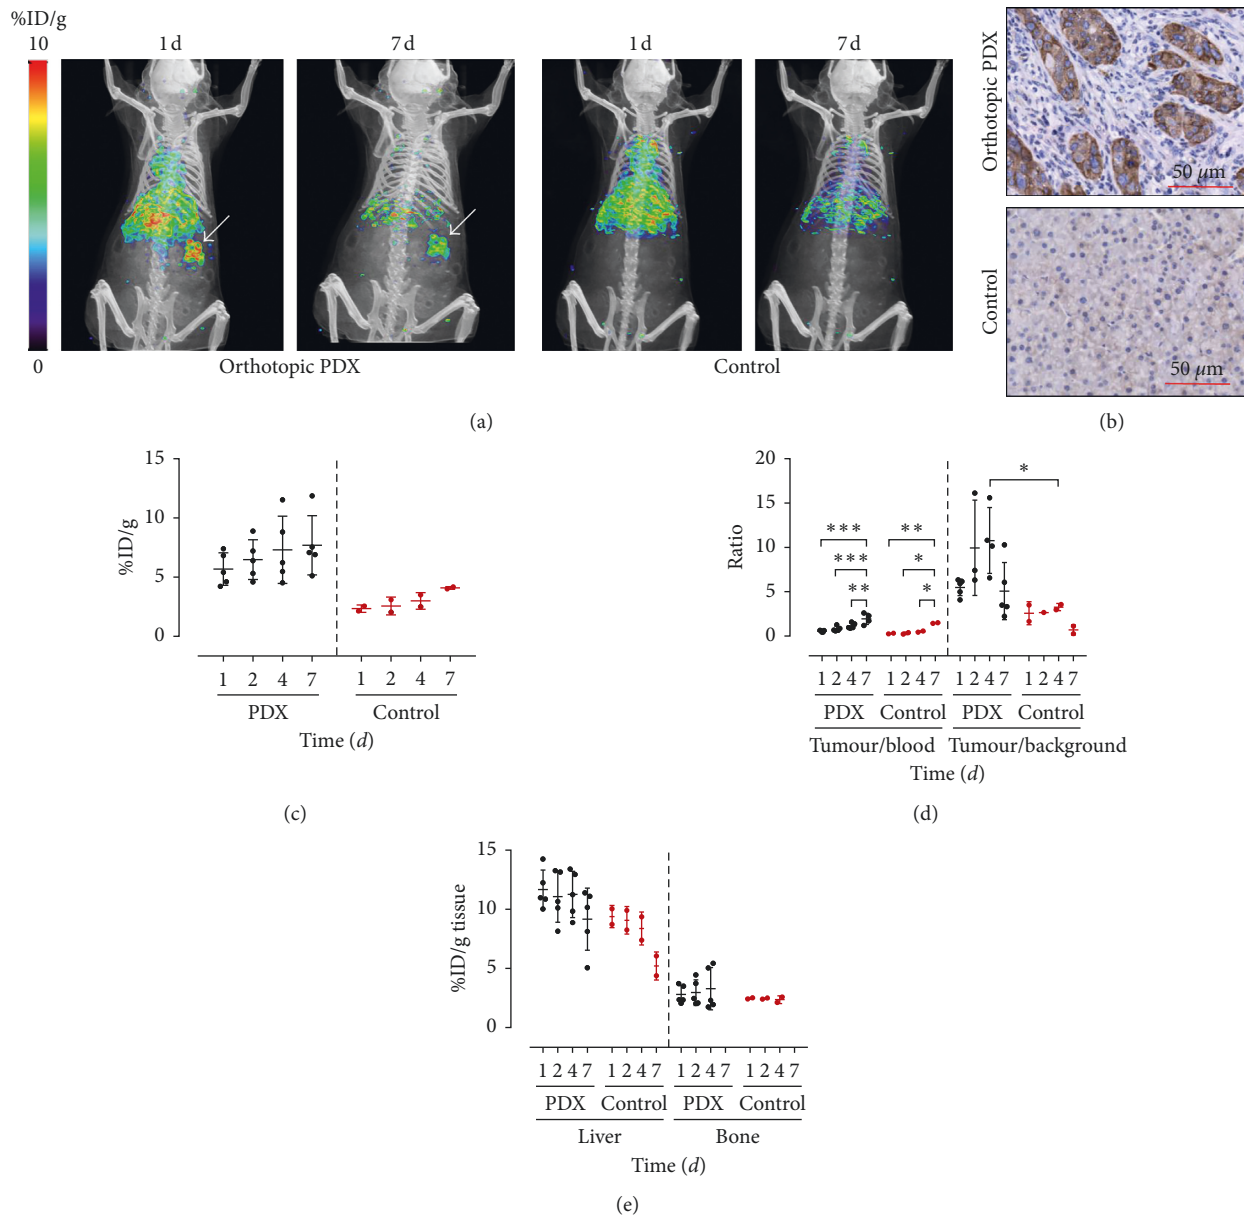 %ID/g
10
0
1 d
7 d
1 d
7 d
Orthotopic PDX
Control
(a)
Orthotopic PDX
50 µm
Control
50 µm
(b)
%ID/g
15
10
5
0
1 2 4 7 1 2 4 7
PDX Control
Time (d)
(c)
Ratio
20
15
10
5
0
*** ** *
*** *
** *
1 2 4 7 1 2 4 7 1 2 4 7 1 2 4 7
PDX Control PDX Control
Tumour/blood Tumour/background
Time (d)
(d)
%ID/g tissue
15
10
5
0
1 2 4 7 1 2 4 7 1 2 4 7 1 2 4 7
PDX Control PDX Control
Liver Bone
Time (d)
(e)